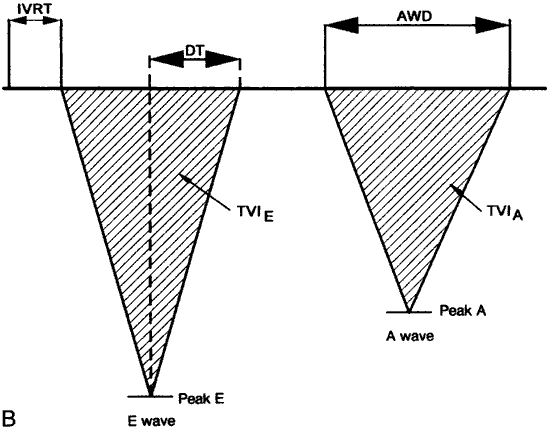 IVRT
DT
AWD
TVI E
TVI A
Peak A
A wave
Peak E
E wave
B